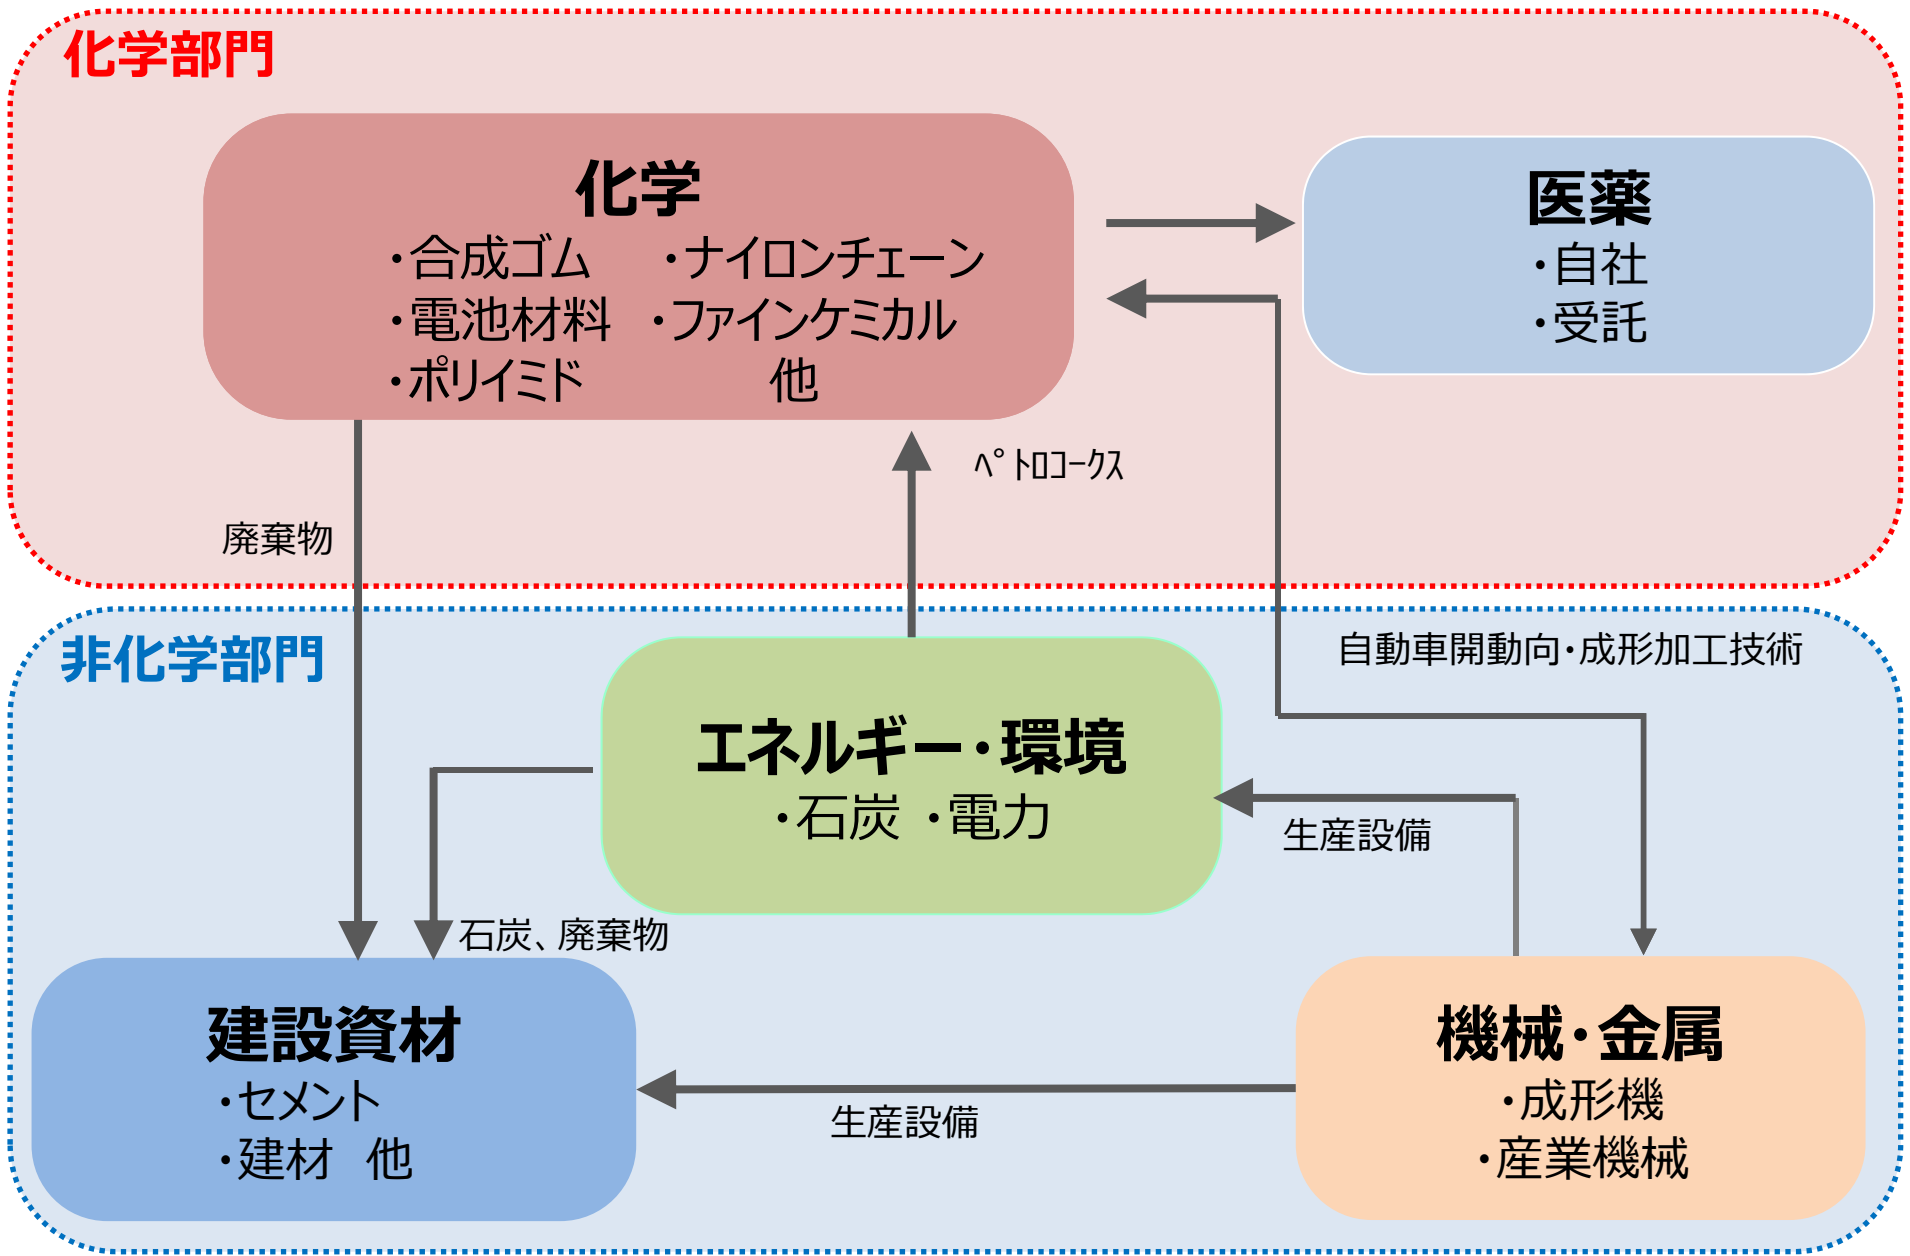 化学部門
化学
・合成ゴム ・ナイロンチェーン
・電池材料 ・ファインケミカル
・ポリイミド 他
医薬
・自社
・受託
ﾍﾟﾄﾛｺｰｸｽ
廃棄物
非化学部門
自動車開動向・成形加工技術
エネルギー・環境
・石炭 ・電力
生産設備
石炭、廃棄物
建設資材
・セメント
・建材 他
生産設備
機械・金属
・成形機
・産業機械